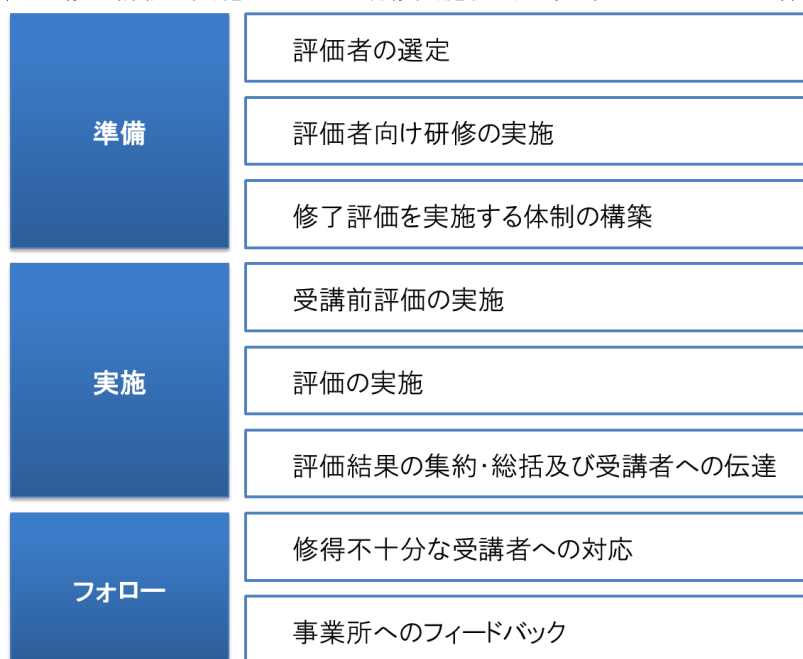 準備
評価者の選定
評価者向け研修の実施
修了評価を実施する体制の構築
実施
受講前評価の実施
評価の実施
評価結果の集約・総括及び受講者への伝達
フォロー
修得不十分な受講者への対応
事業所へのフィードバック